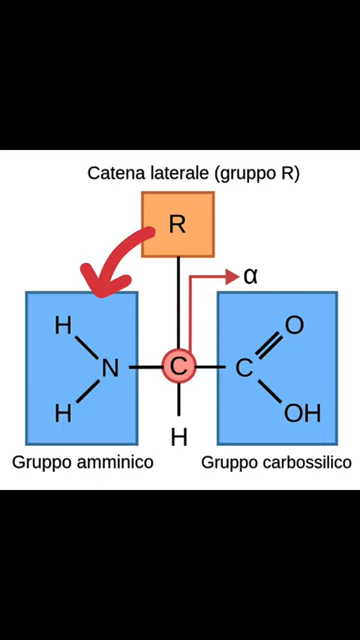 Catena laterale (gruppo R)
R
α
H
O
N
C
C
H
OH
H
Gruppo amminico
Gruppo carbossilico